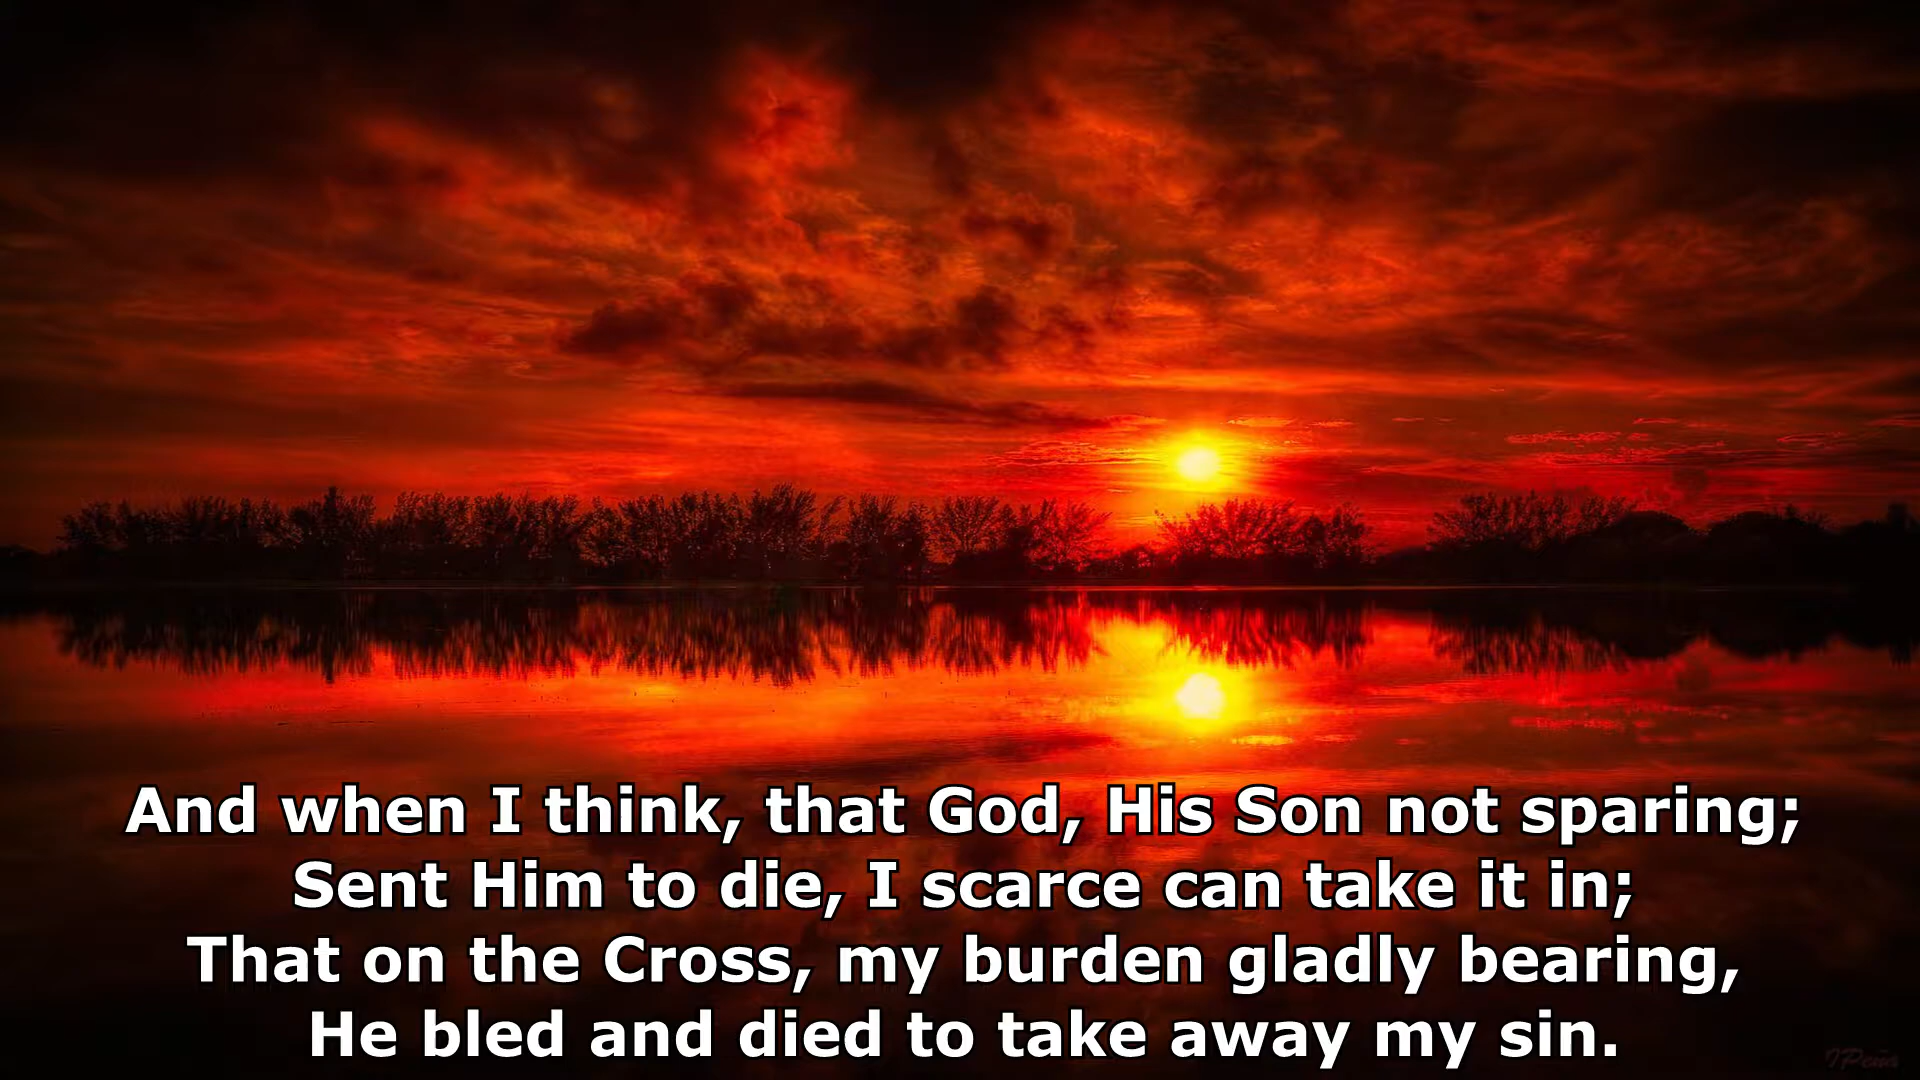 And when I think, that God, His Son not sparing;
Sent Him to die, I scarce can take it in;
That on the Cross, my burden gladly bearing,
He bled and died to take away my sin.